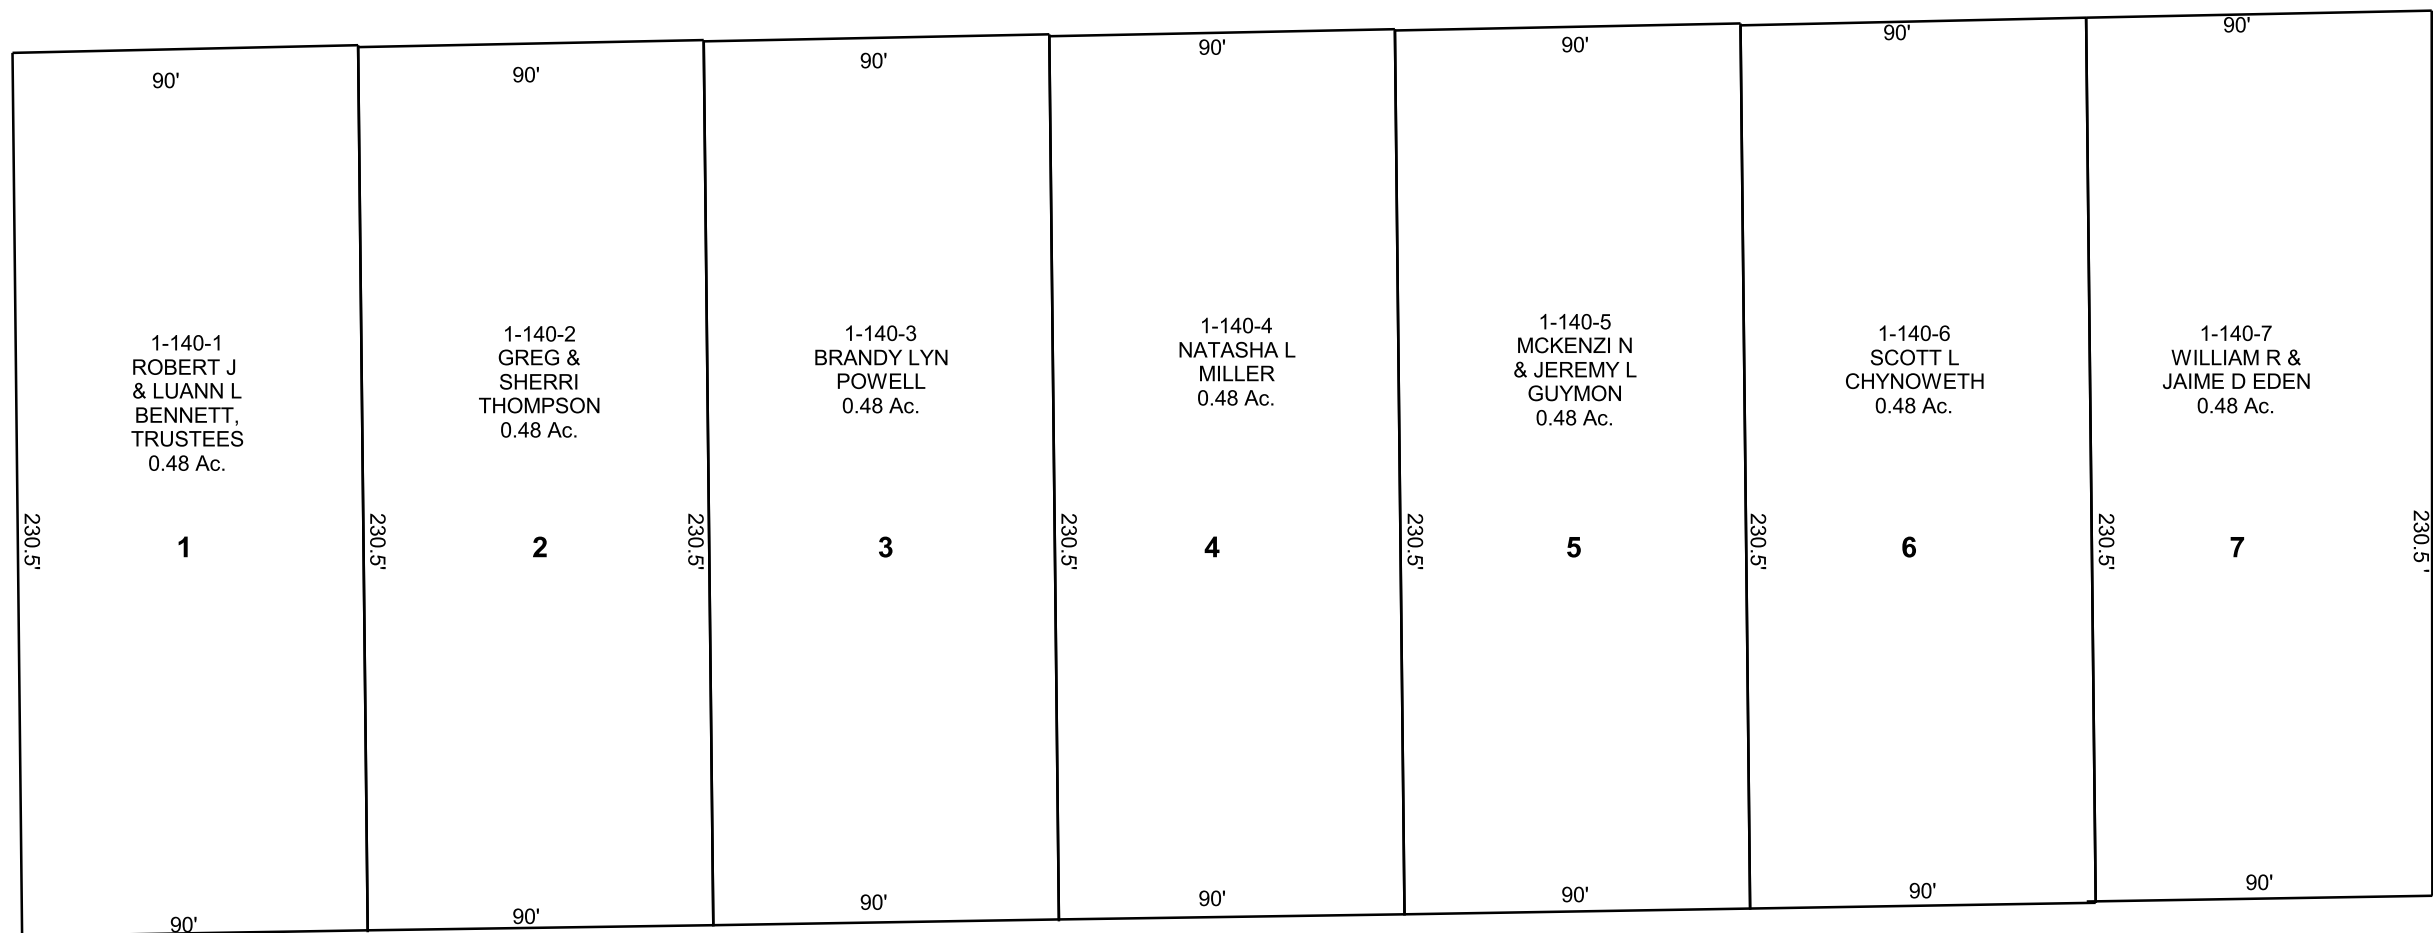 90'
90'
90'
90'
90'
90'
90'
1-140-1
ROBERT J
& LUANN L
BENNETT,
TRUSTEES
0.48 Ac.
1-140-2
GREG &
SHERRI
THOMPSON
0.48 Ac.
1-140-3
BRANDY LYN
POWELL
0.48 Ac.
1-140-4
NATASHA L
MILLER
0.48 Ac.
1-140-5
MCKENZI N
& JEREMY L
GUYMON
0.48 Ac.
1-140-6
SCOTT L
CHYNOWETH
0.48 Ac.
1-140-7
WILLIAM R &
JAIME D EDEN
0.48 Ac.
230.5'
1
230.5'
2
230.5'
3
230.5'
4
230.5'
5
230.5'
6
230.5'
7
230.5'
90'
90'
90'
90'
90'
90'
90'